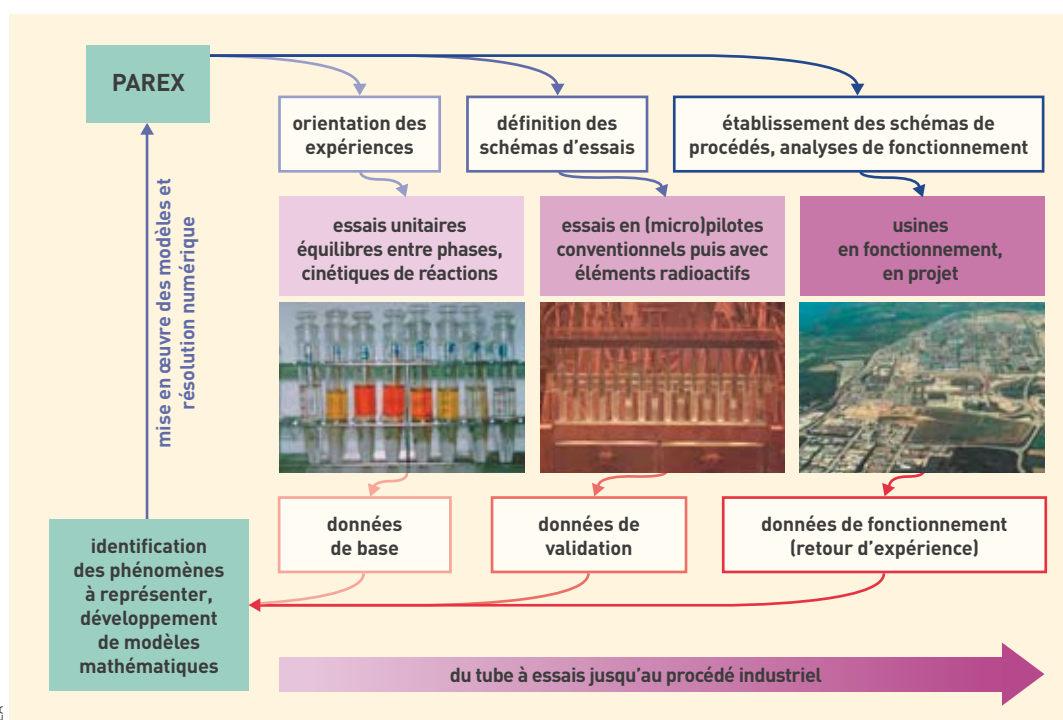 PAREX
orientation des
expériences
définition des
schémas d'essais
établissement des schémas de
procédés, analyses de fonctionnement
mise en œuvre des modèles et
résolution numérique
essais unitaires
équilibres entre phases,
cinétiques de réactions
essais en (micro)pilotes
conventionnels puis avec
éléments radioactifs
usines
en fonctionnement,
en projet
données
de base
données de
validation
données de fonctionnement
(retour d'expérience)
identification
des phénomènes
à représenter,
développement
de modèles
mathématiques
du tube à essais jusqu'au procédé industriel